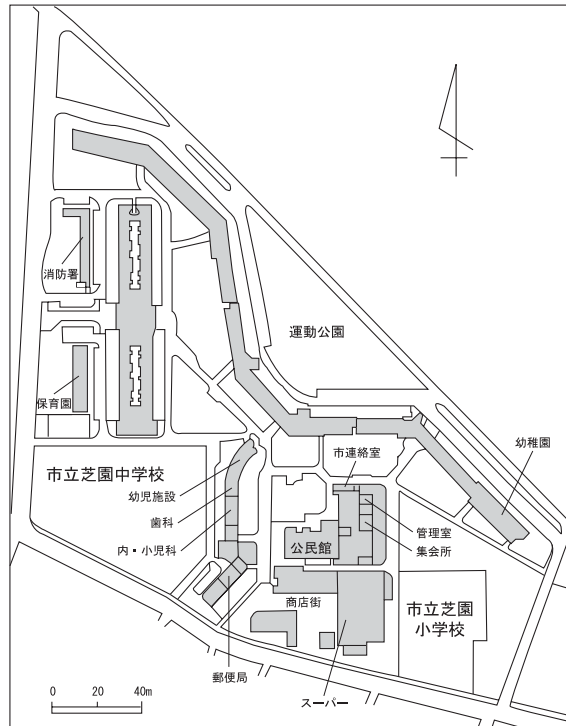 消防署
運動公園
保育園
幼稚園
市連絡室
市立芝園中学校
幼児施設
歯科
管理室
内・小児科
公民館
集会所
商店街
市立芝園
小学校
郵便局
スーパー
0 20 40m